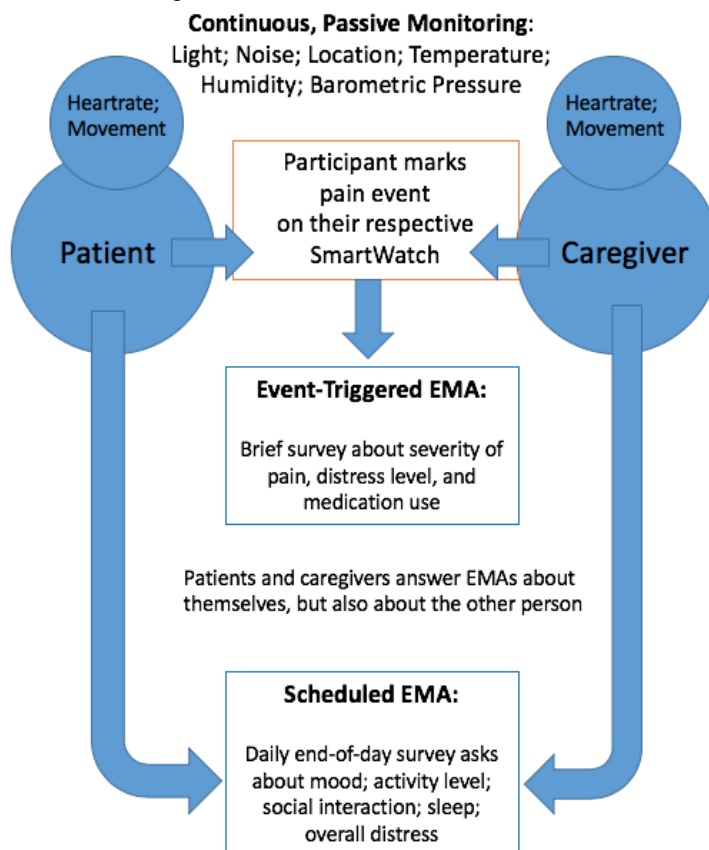 Continuous, Passive Monitoring:
Light; Noise; Location; Temperature;
Humidity; Barometric Pressure
Heartrate;
Movement
Heartrate;
Movement
Participant marks
pain event
on their respective
SmartWatch
Patient
Caregiver
Event-Triggered EMA:
Brief survey about severity of
pain, distress level, and
medication use
Patients and caregivers answer EMAs about
themselves, but also about the other person
Scheduled EMA:
Daily end-of-day survey asks
about mood; activity level;
social interaction; sleep;
overall distress